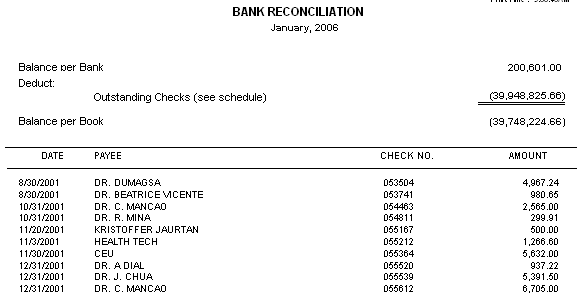 BANK RECONCILIATION
January, 2006
Balance per Bank 200,601.00
Deduct:
Outstanding Checks (see schedule) (39,948,825.66)
Balance per Book (39,748,224.66)
DATE PAYEE CHECK NO. AMOUNT
8/30/2001 DR. DUMAGSA 053504 4,967.24
8/30/2001 DR. BEATRICE VICENTE 053741 980.65
10/31/2001 DR. C. MANCAO 054463 2,565.00
10/31/2001 DR. R. MINA 054811 299.91
11/20/2001 KRISTOFFER JAURTAN 055167 500.00
11/3/2001 HEALTH TECH 055212 1,266.60
11/30/2001 CEU 055364 5,632.00
12/31/2001 DR. A DIAL 055520 937.22
12/31/2001 DR. J. CHUA 055539 5,391.50
12/31/2001 DR. C. MANCAO 055612 6,705.00